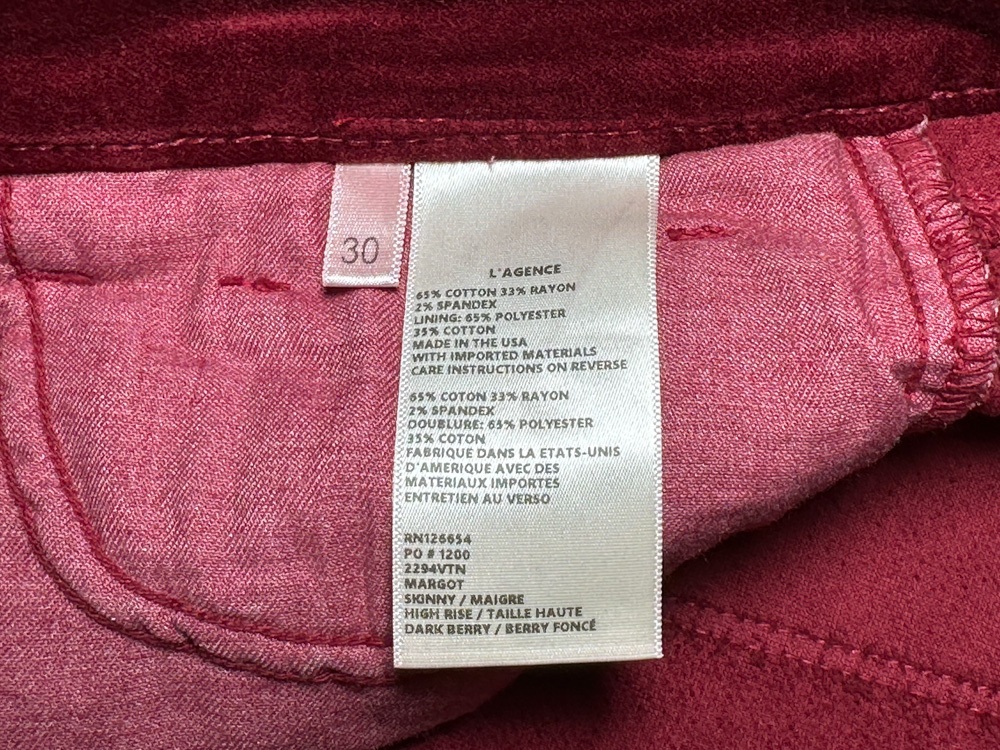 30
L'AGENCE
65% COTTON 33% RAYON
2% SPANDEX
LINING: 65% POLYESTER
35% COTTON
MADE IN THE USA
WITH IMPORTED MATERIALS
CARE INSTRUCTIONS ON REVERSE
65% COTTON 33% RAYON
2% SPANDEX
DOUBLURE: 65% POLYESTER
35% COTON
FABRIQUE DANS LA ETATS-UNIS
D'AMERIQUE AVEC DES
MATERIAUX IMPORTES
ENTRETIEN AU VERSO
RN126654
PO # 1200
2294VTN
MARGOT
SKINNY / MAIGRE
HIGH RISE / TAILLE HAUTE
DARK BERRY / BERRY FONCÉ